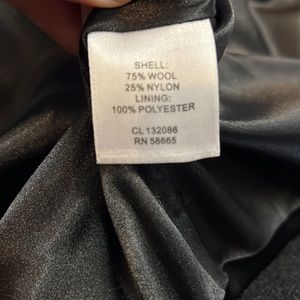 SHELL:
75% WOOL
25% NYLON
LINING:
100% POLYESTER
CL 132086
RN 58665